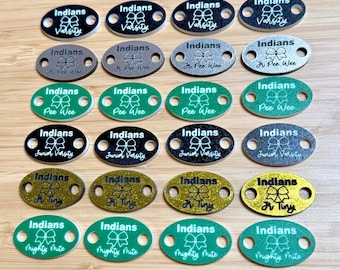 Indians Indians Indians Indians
Varsity Varsity Varsity Varsity
Indians Indians Indians Indians
Jr Pee Wee Jr Pee Wee Jr Pee Wee Jr Pee Wee
Indians Indians Indians Indians
Pee Wee Pee Wee Pee Wee Pee Wee
Indians Indians Indians Indians
Junior Varsity Junior Varsity Junior Varsity Junior Varsity
Indians Indians Indians Indians
Jr Tiny Jr Tiny Jr Tiny Jr Tiny
Indians Indians Indians Indians
Mighty Mite Mighty Mite Mighty Mite Mighty Mite